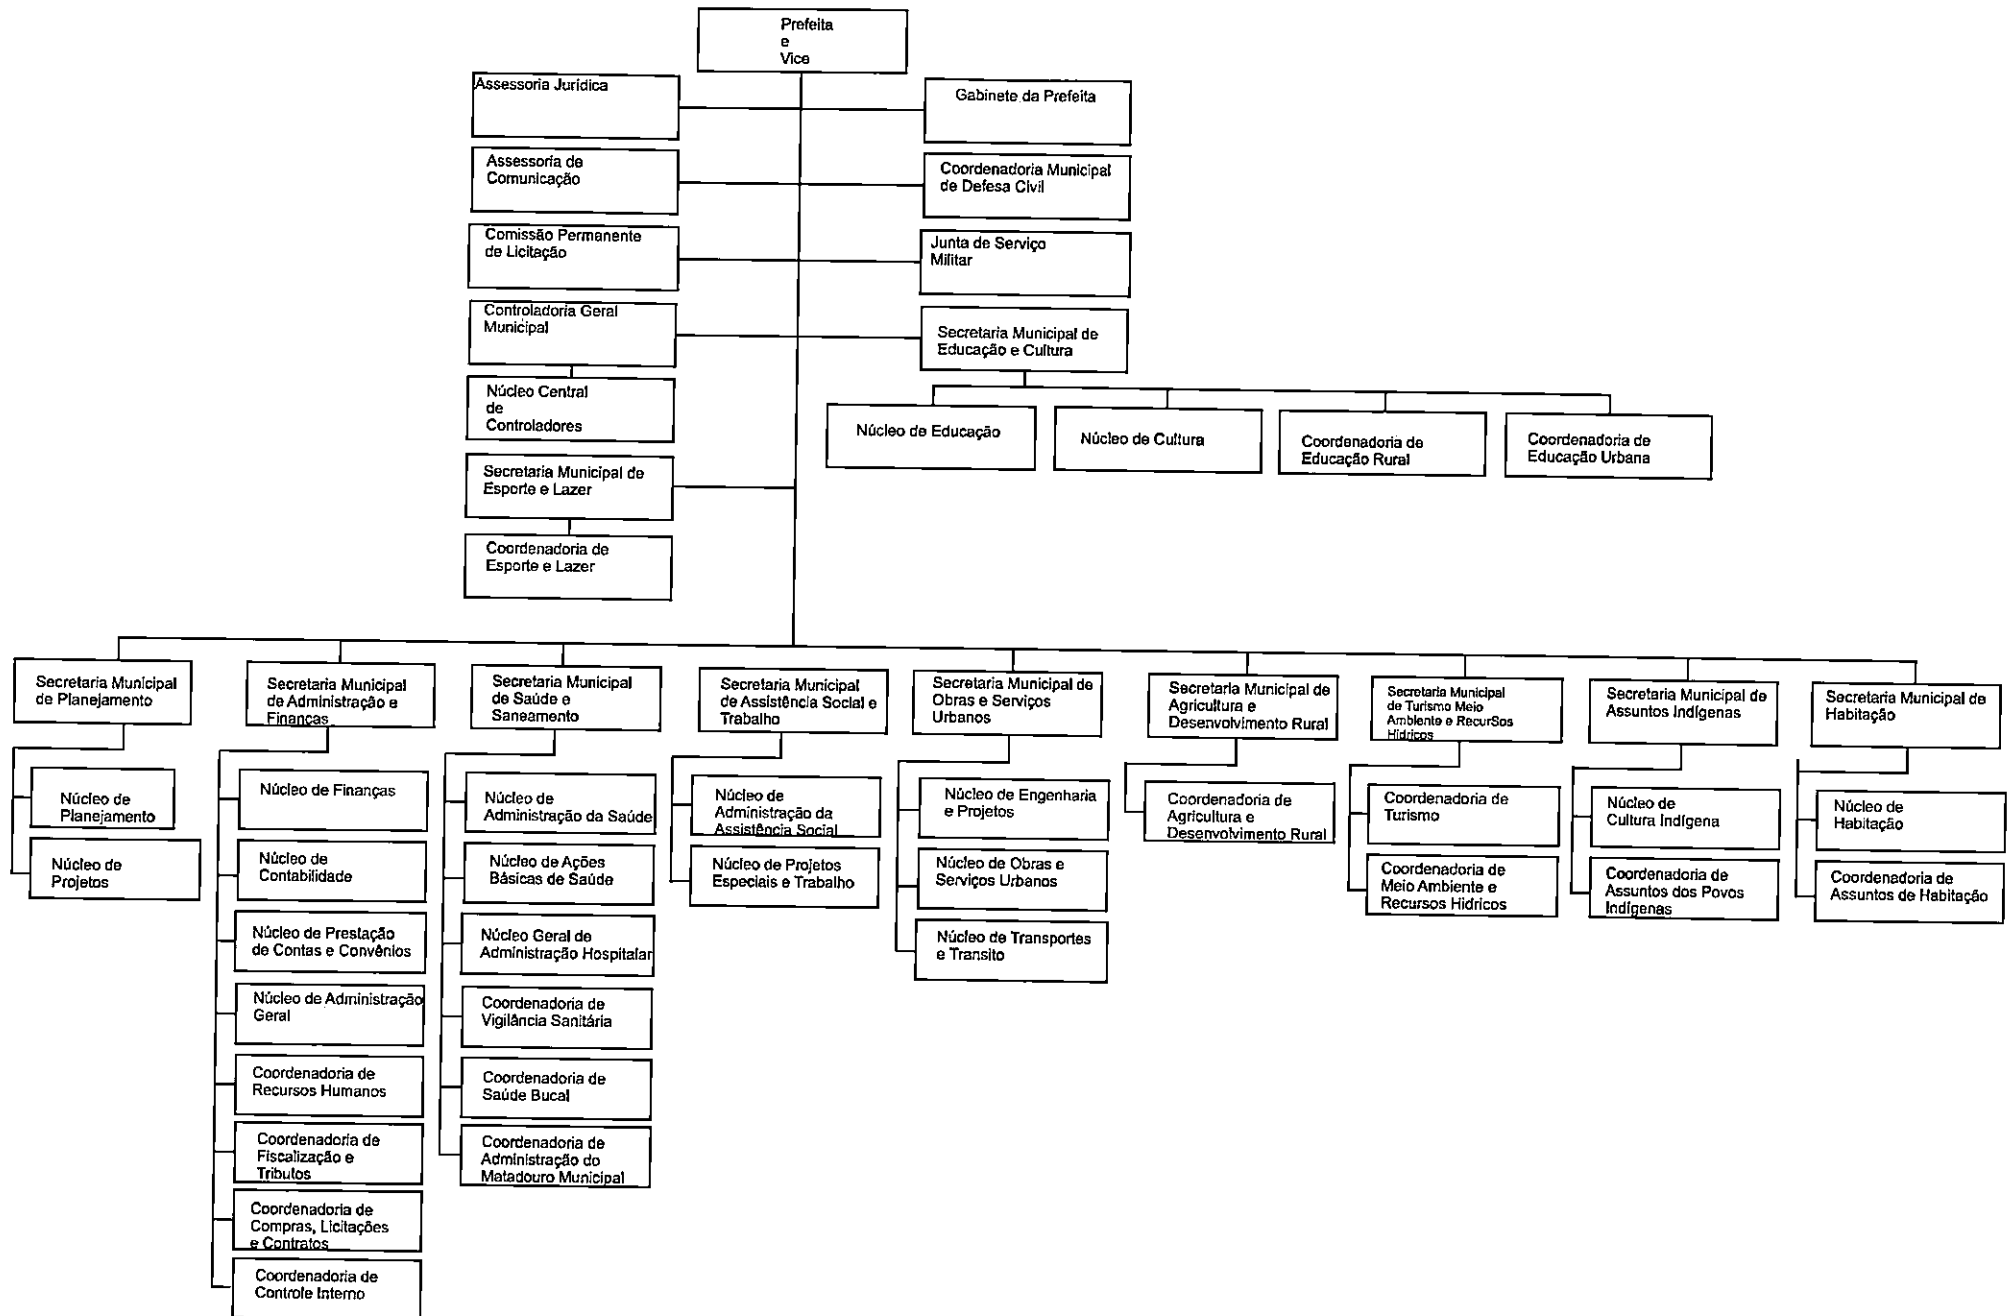 Prefeita
e
Vice
Assessoria Jurídica
Gabinete da Prefeita
Assessoria de
Comunicação
Coordenadoria Municipal
de Defesa Civil
Comissão Permanente
de Licitação
Junta de Serviço
Militar
Controladoria Geral
Municipal
Secretaria Municipal de
Educação e Cultura
Núcleo Central
de
Controladores
Núcleo de Educação
Núcleo de Cultura
Coordenadoria de
Educação Rural
Coordenadoria de
Educação Urbana
Secretaria Municipal de
Esporte e Lazer
Coordenadoria de
Esporte e Lazer
Secretaria Municipal
de Planejamento
Núcleo de
Planejamento
Núcleo de
Projetos
Secretaria Municipal
de Administração e
Finanças
Núcleo de Finanças
Núcleo de
Contabilidade
Núcleo de Prestação
de Contas e Convênios
Núcleo de Administração
Geral
Coordenadoria de
Recursos Humanos
Coordenadoria de
Fiscalização e
Tributos
Coordenadoria de
Compras, Licitações
e Contratos
Coordenadoria de
Controle Interno
Secretaria Municipal
de Saúde e
Saneamento
Núcleo de
Administração da Saúde
Núcleo de Ações
Básicas de Saúde
Núcleo Geral de
Administração Hospitalar
Coordenadoria de
Vigilância Sanitária
Coordenadoria de
Saúde Bucal
Coordenadoria de
Administração do
Matadouro Municipal
Secretaria Municipal
de Assistência Social e
Trabalho
Núcleo de
Administração da
Assistência Social
Núcleo de Projetos
Especiais e Trabalho
Secretaria Municipal de
Obras e Serviços
Urbanos
Núcleo de Engenharia
e Projetos
Núcleo de Obras e
Serviços Urbanos
Núcleo de Transportes
e Transito
Secretaria Municipal de
Agricultura e
Desenvolvimento Rural
Coordenadoria de
Agricultura e
Desenvolvimento Rural
Secretaria Municipal
de Turismo Meio
Ambiente e RecurSos
Hídricos
Coordenadoria de
Turismo
Coordenadoria de
Meio Ambiente e
Recursos Hidricos
Secretaria Municipal de
Assuntos Indígenas
Núcleo de
Cultura Indígena
Coordenadoria de
Assuntos dos Povos
Indígenas
Secretaria Municipal de
Habitação
Núcleo de
Habitação
Coordenadoria de
Assuntos de Habitação